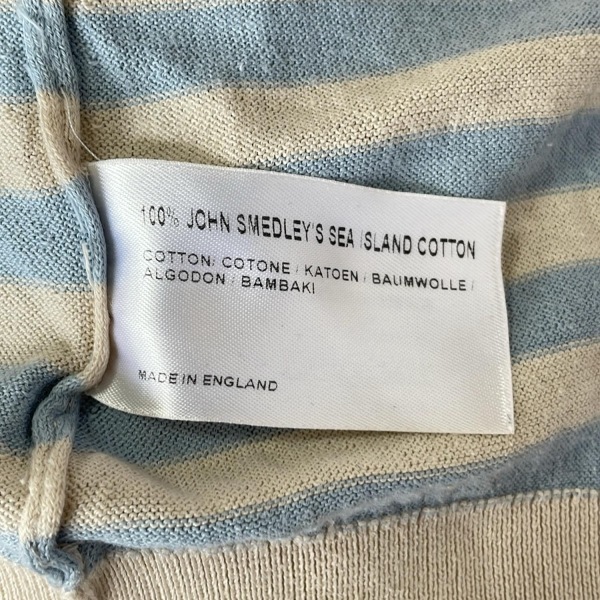 100% JOHN SMEDLEY'S SEA ISLAND COTTON
COTTON/ COTONE / KATOEN / BAUMWOLLE /
ALGODON / BAMBAKI
MADE IN ENGLAND